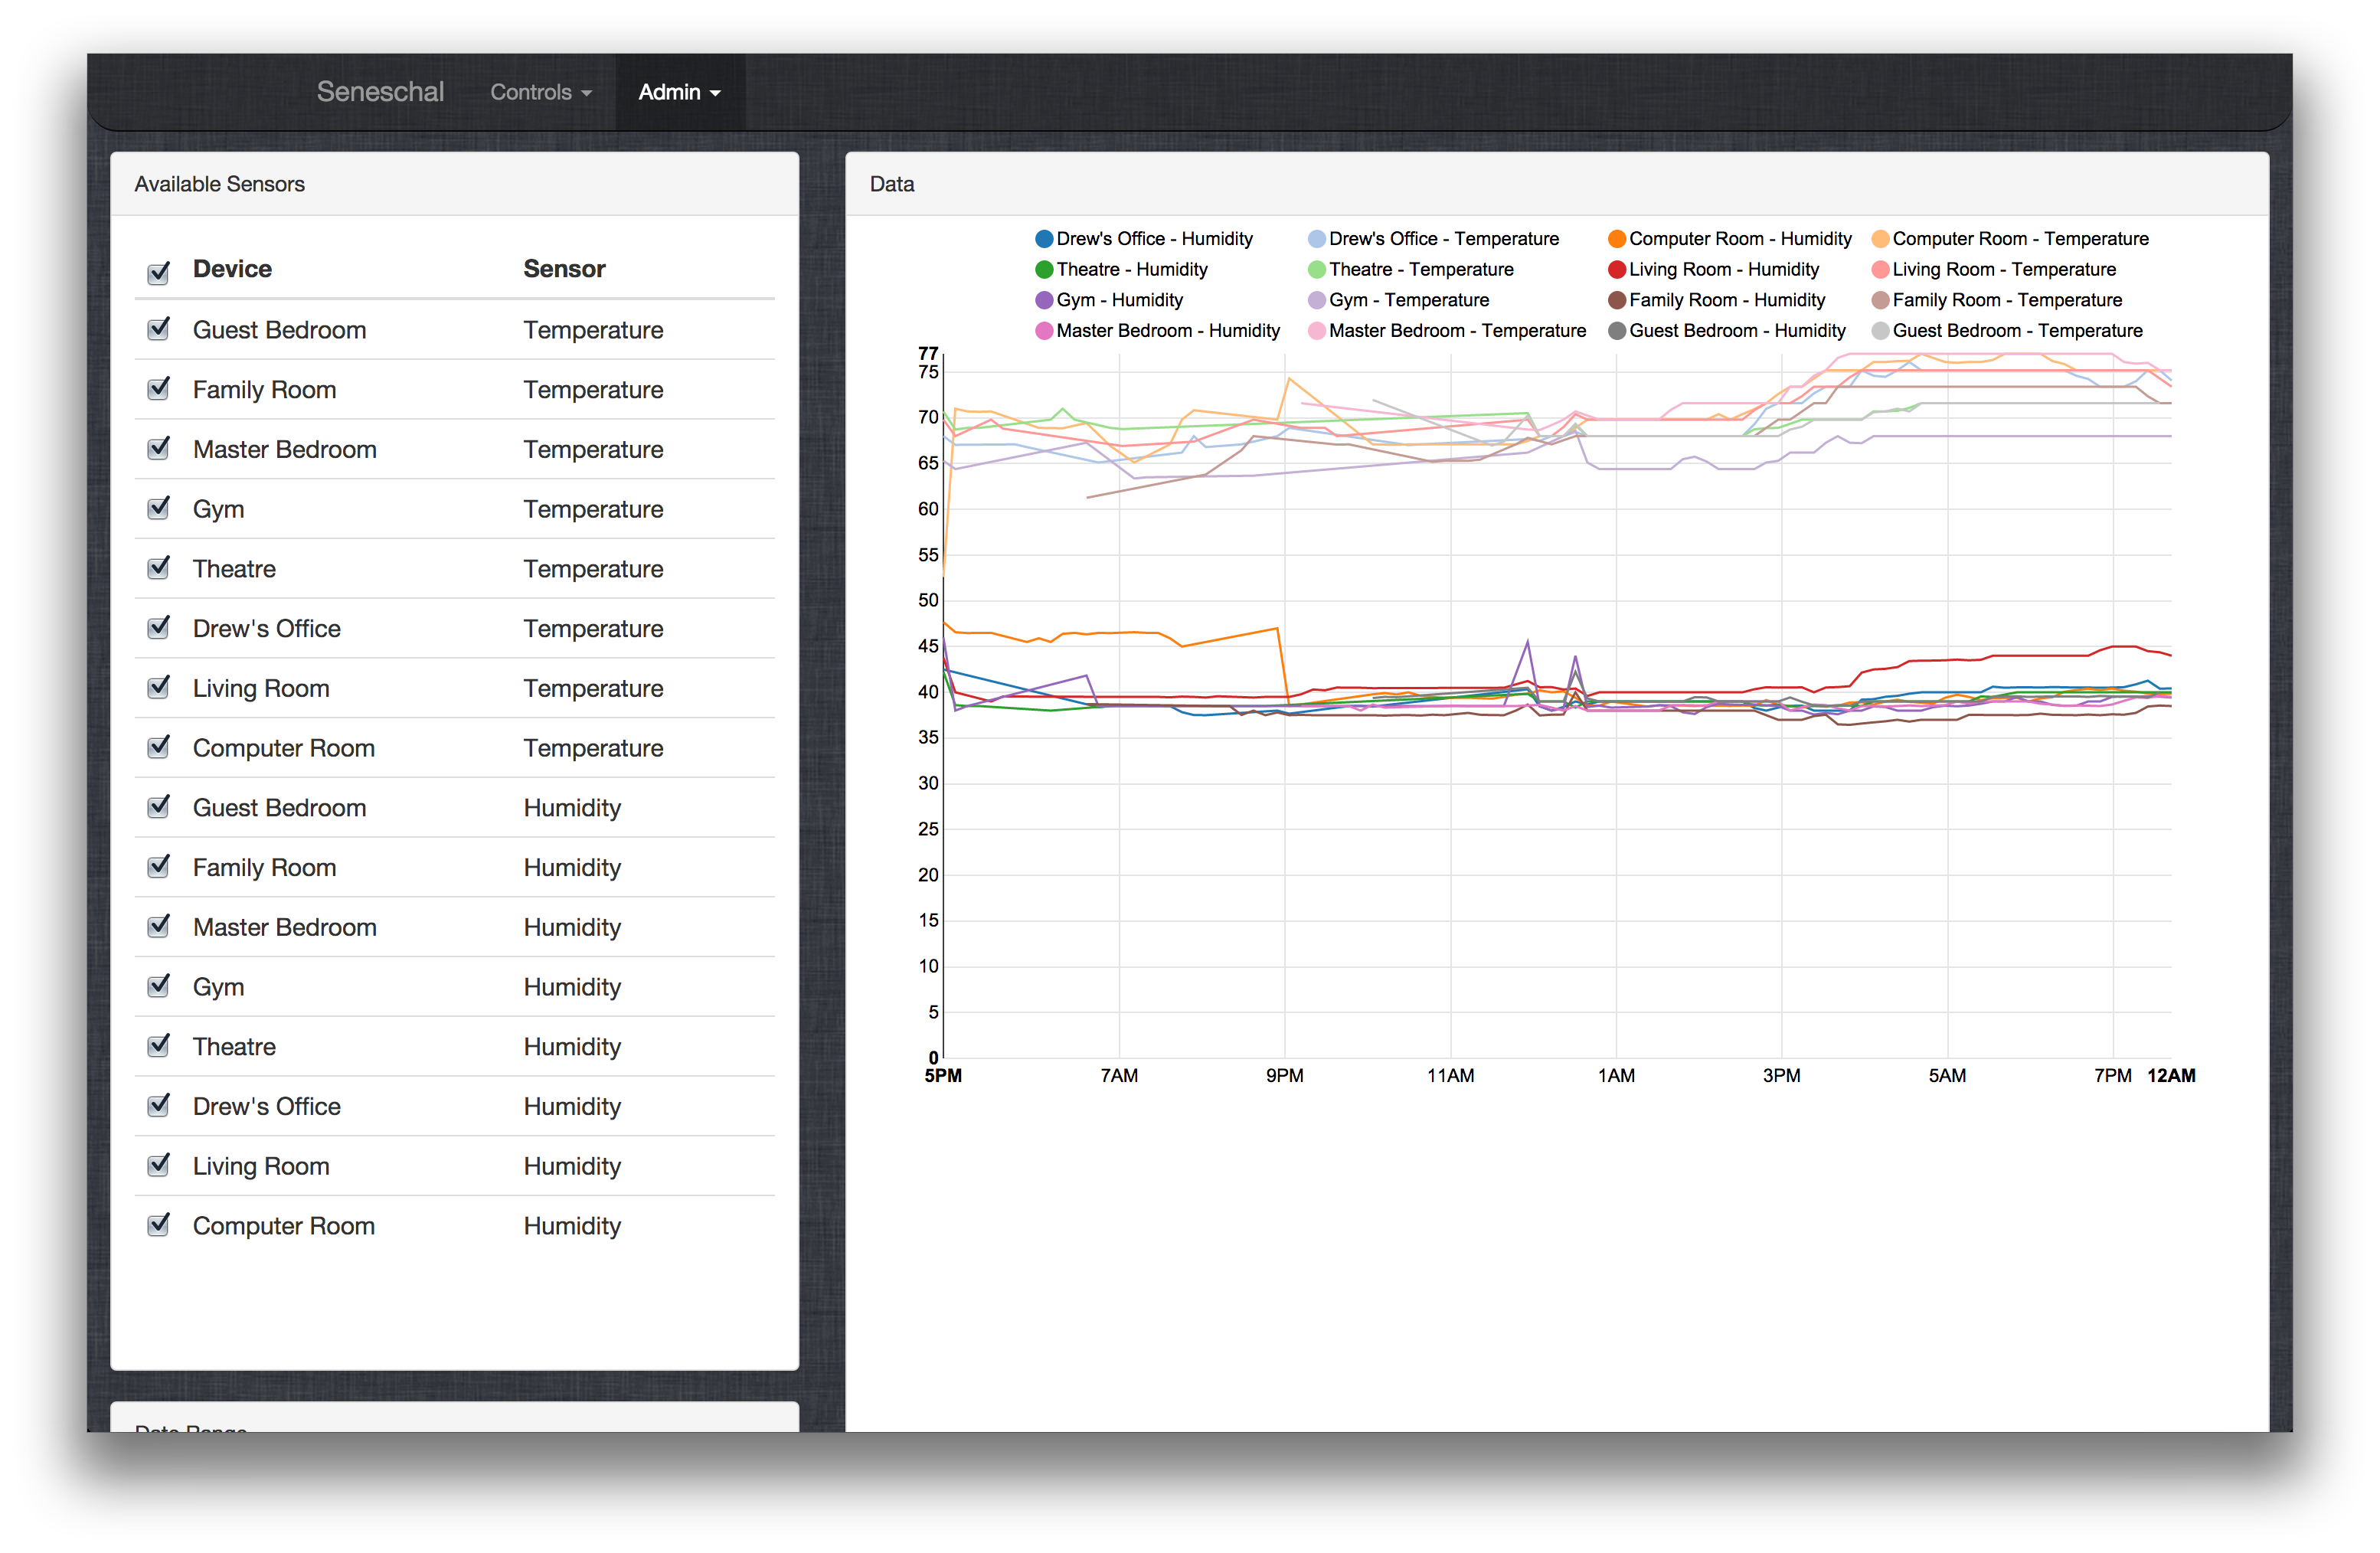 Seneschal Controls Admin
Available Sensors
Device Sensor
Guest Bedroom Temperature
Family Room Temperature
Master Bedroom Temperature
Gym Temperature
Theatre Temperature
Drew's Office Temperature
Living Room Temperature
Computer Room Temperature
Guest Bedroom Humidity
Family Room Humidity
Master Bedroom Humidity
Gym Humidity
Theatre Humidity
Drew's Office Humidity
Living Room Humidity
Computer Room Humidity
Date Range
Data
Drew's Office - Humidity Drew's Office - Temperature Computer Room - Humidity Computer Room - Temperature
Theatre - Humidity Theatre - Temperature Living Room - Humidity Living Room - Temperature
Gym - Humidity Gym - Temperature Family Room - Humidity Family Room - Temperature
Master Bedroom - Humidity Master Bedroom - Temperature Guest Bedroom - Humidity Guest Bedroom - Temperature
77
75
70
65
60
55
50
45
40
35
30
25
20
15
10
5
0
5PM 7AM 9PM 11AM 1AM 3PM 5AM 7PM 12AM